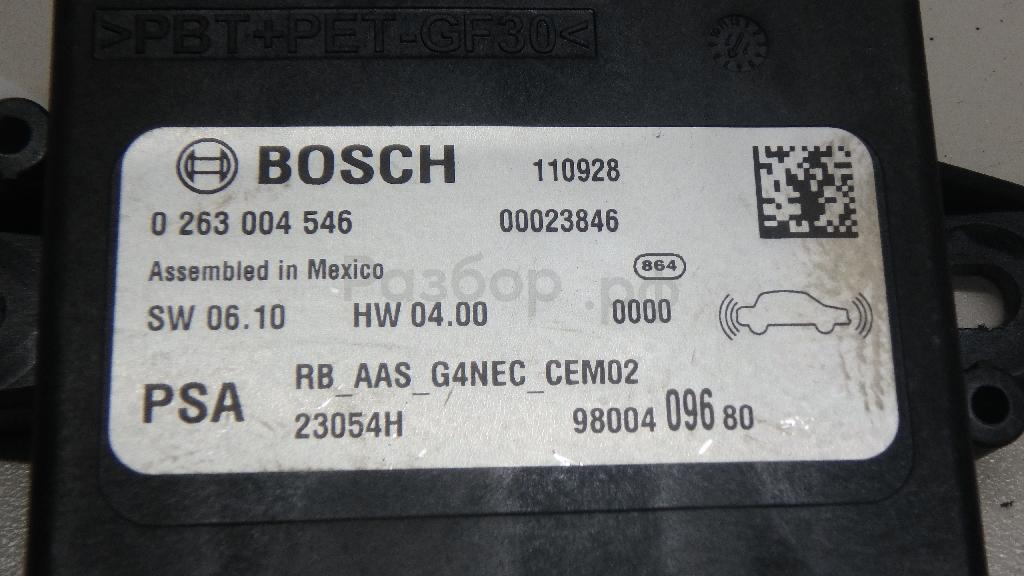 >PBT+PET-GF30<
BOSCH 110928
0 263 004 546 00023846
Assembled in Mexico 864
Разбор.рф
SW 06.10 HW 04.00 0000
RB_AAS_G4NEC_CEM02
PSA
23054H 98004 096 80